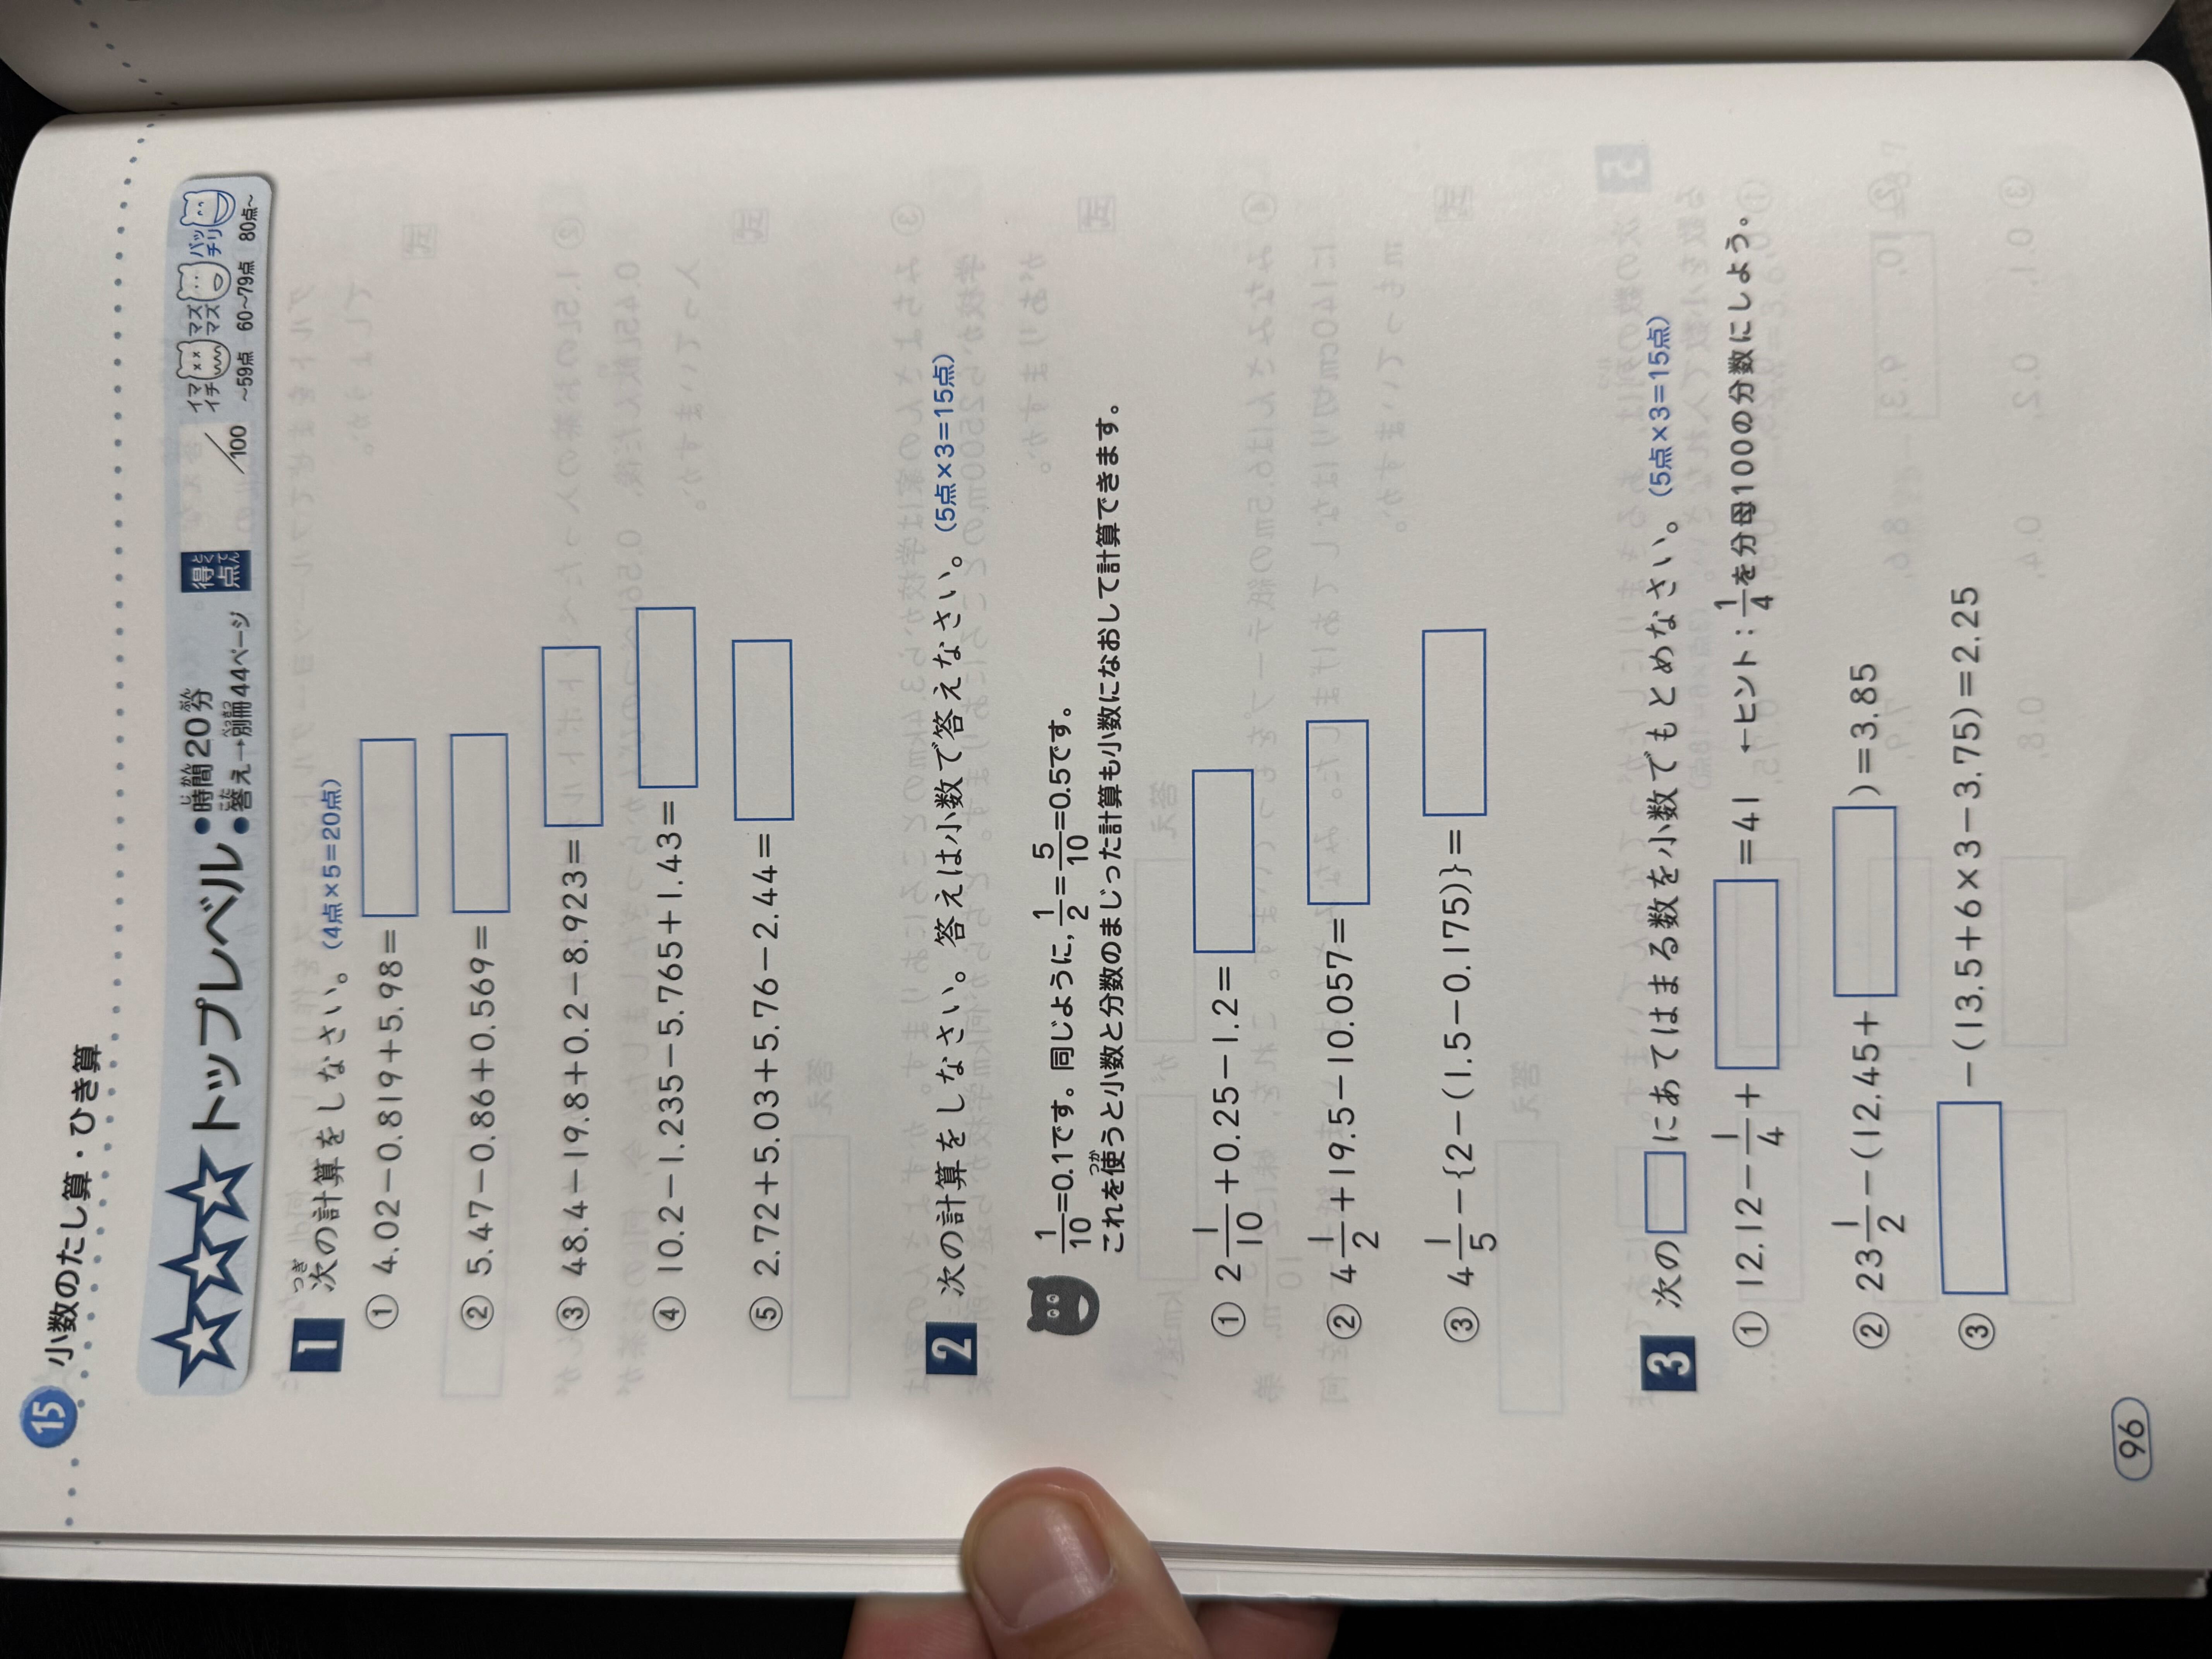 15 小数のたし算・ひき算
トップレベル
●時間20分
●答え→別冊44ページ
得点
/100
イマイチ マズマズ バッチリ
~59点 60~79点 80点~
1 次の計算をしなさい。(4点×5=20点)
① 4.02-0.819+5.98=
② 5.47-0.86+0.569=
③ 48.4-19.8+0.2-8.923=
④ 10.2-1.235-5.765+1.43=
⑤ 2.72+5.03+5.76-2.44=
2 次の計算をしなさい。答えは小数で答えなさい。(5点×3=15点)
1/10=0.1です。同じように,1/2=5/10=0.5です。
これを使うと小数と分数のまじった計算も小数になおして計算できます。
① 2 1/10+0.25-1.2=
② 4 1/2+19.5-10.057=
③ 4 1/5-{2-(1.5-0.175)}=
3 次の□にあてはまる数を小数でもとめなさい。(5点×3=15点)
① 12.12-1/4+□=41 ←ヒント:1/4を分母100の分数にしよう。
② 23 1/2-(12.45+□)=3.85
③ □-(13.5+6×3-3.75)=2.25
96